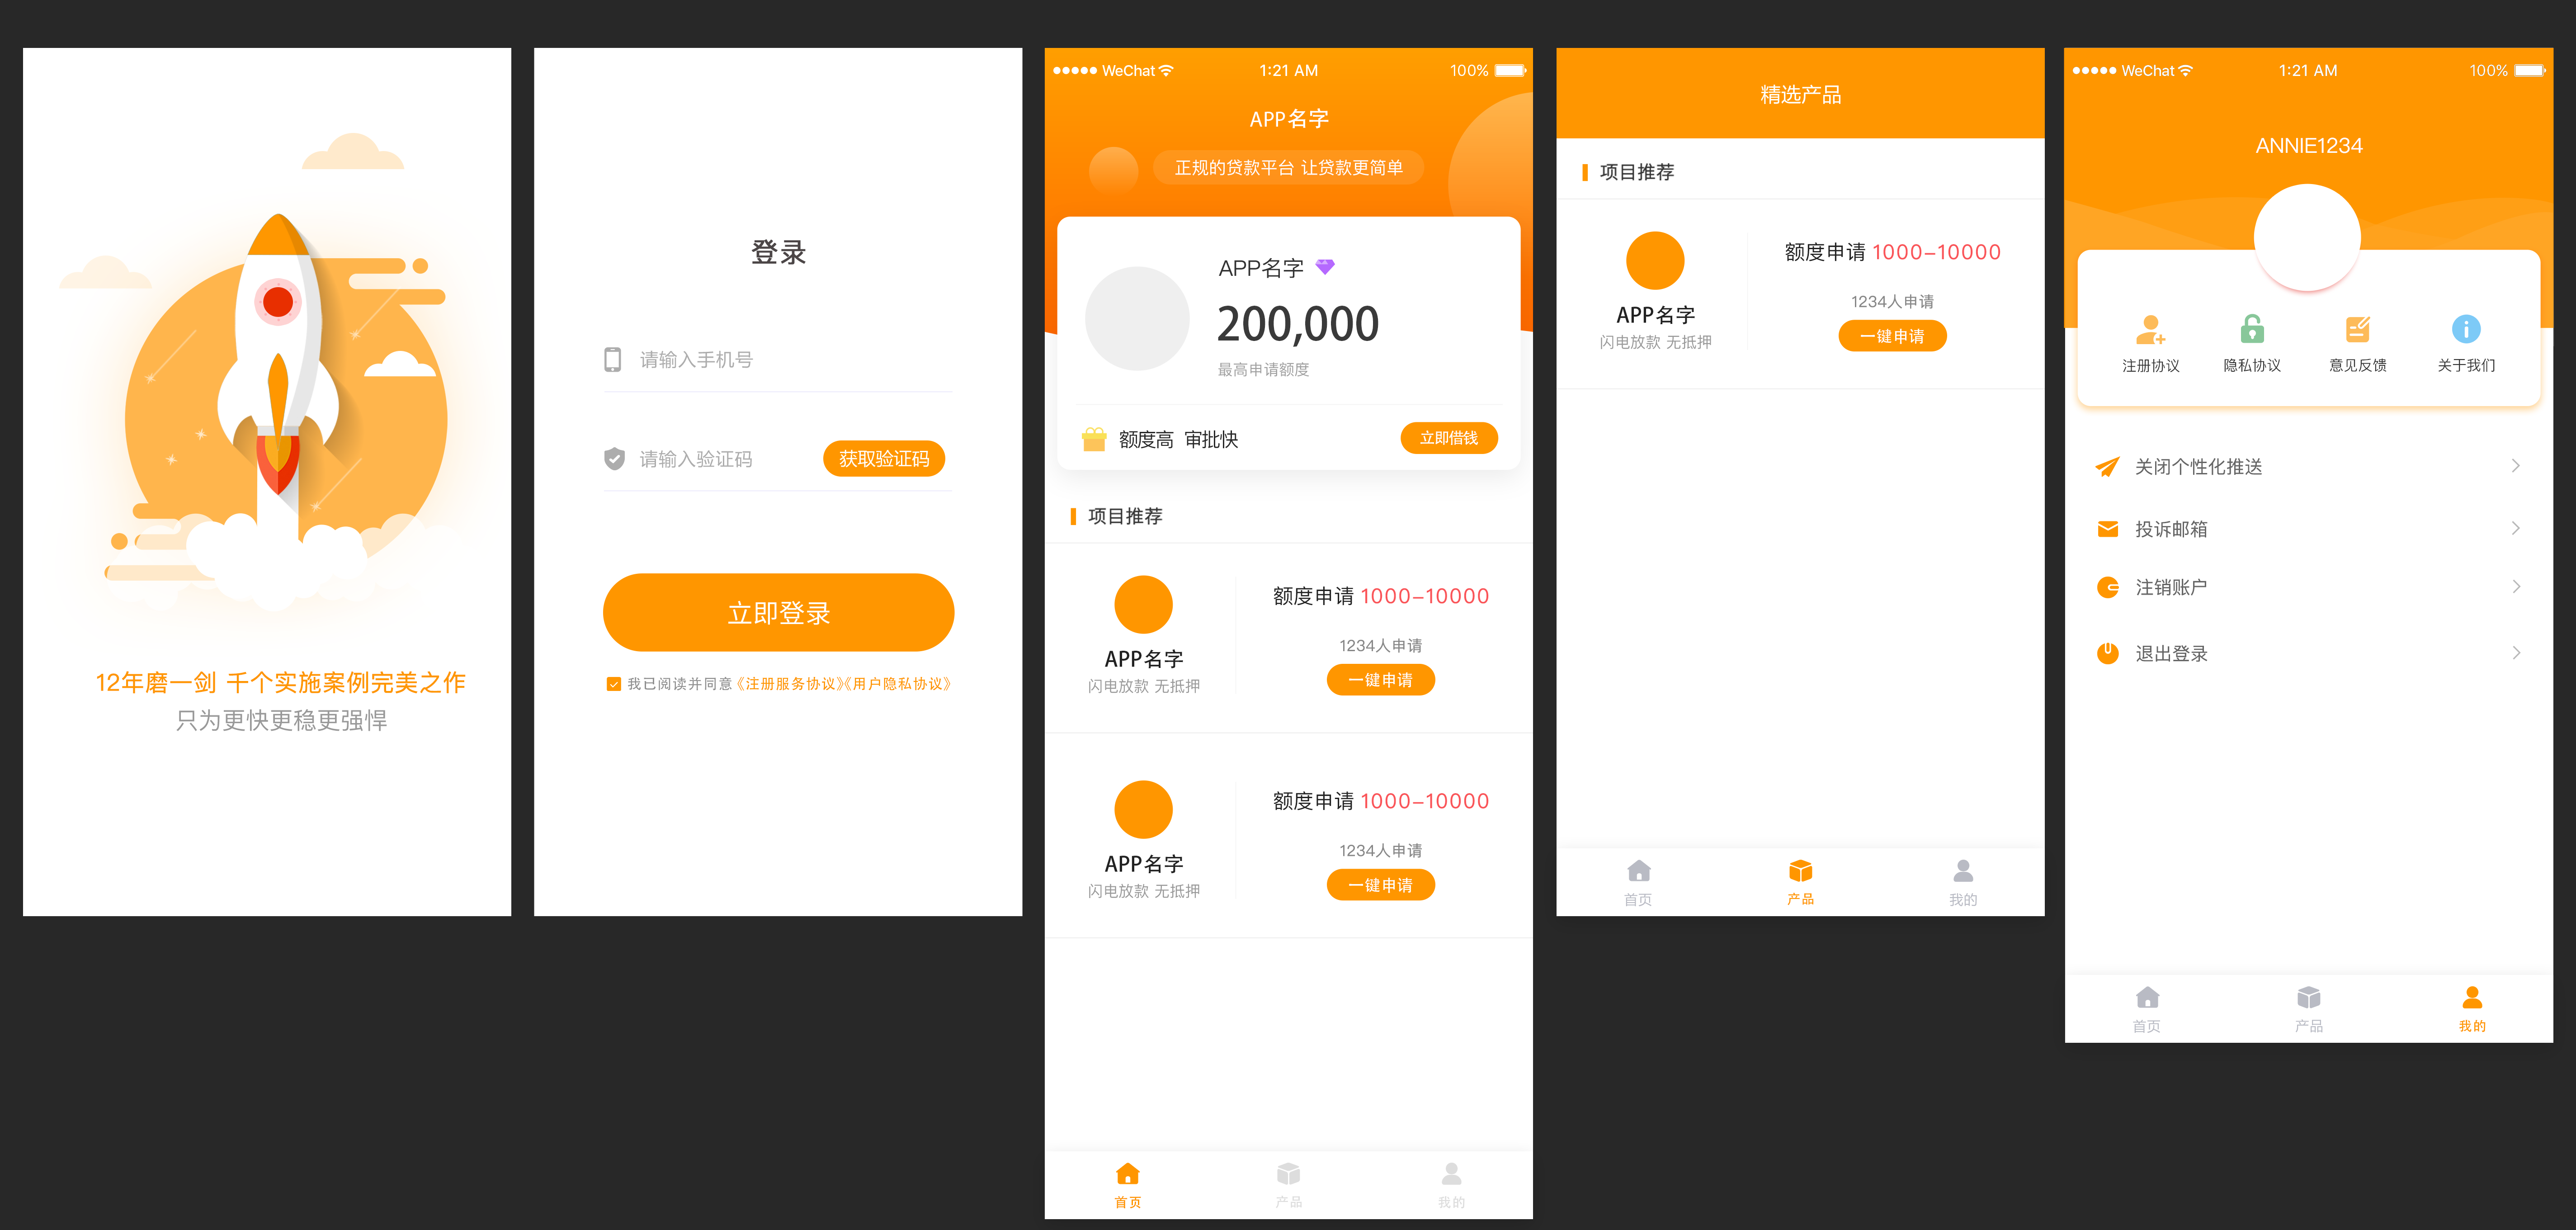 12年磨一剑 千个实施案例完美之作
只为更快更稳更强悍
登录
请输入手机号
请输入验证码
获取验证码
立即登录
我已阅读并同意《注册服务协议》《用户隐私协议》
WeChat
1:21 AM
100%
APP名字
正规的贷款平台 让贷款更简单
APP名字
200,000
最高申请额度
额度高 审批快
立即借钱
项目推荐
额度申请 1000-10000
1234人申请
APP名字
一键申请
闪电放款 无抵押
额度申请 1000-10000
1234人申请
APP名字
一键申请
闪电放款 无抵押
首页
产品
我的
精选产品
项目推荐
额度申请 1000-10000
1234人申请
APP名字
一键申请
闪电放款 无抵押
首页
产品
我的
WeChat
1:21 AM
100%
ANNIE1234
注册协议
隐私协议
意见反馈
关于我们
关闭个性化推送
投诉邮箱
注销账户
退出登录
首页
产品
我的